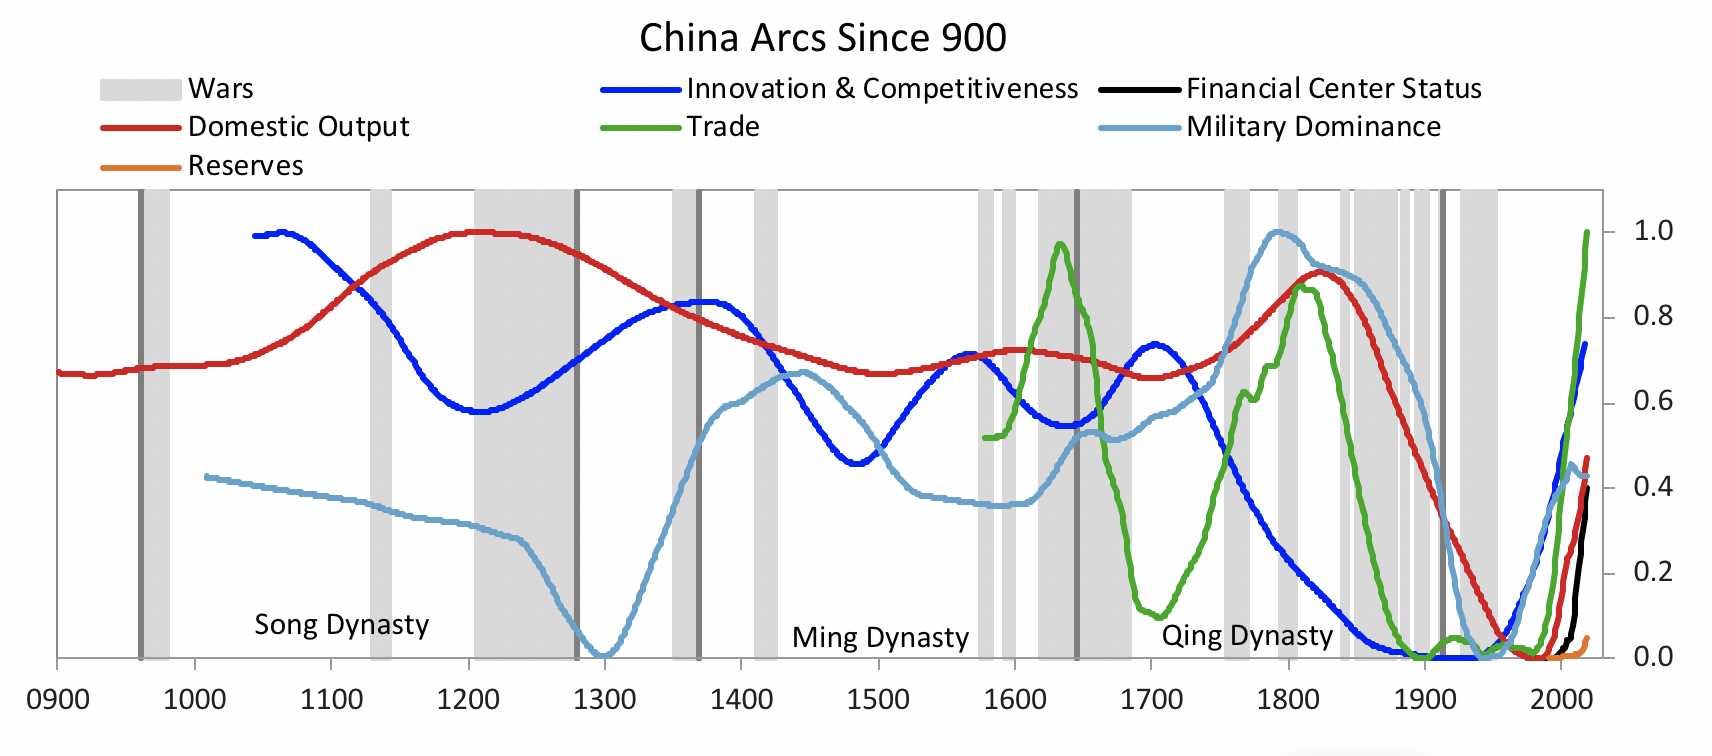 China Arcs Since 900
Wars
Innovation & Competitiveness
Financial Center Status
Domestic Output
Trade
Military Dominance
Reserves
1.0
0.8
0.6
0.4
0.2
0.0
Song Dynasty
Ming Dynasty
Qing Dynasty
0900 1000 1100 1200 1300 1400 1500 1600 1700 1800 1900 2000